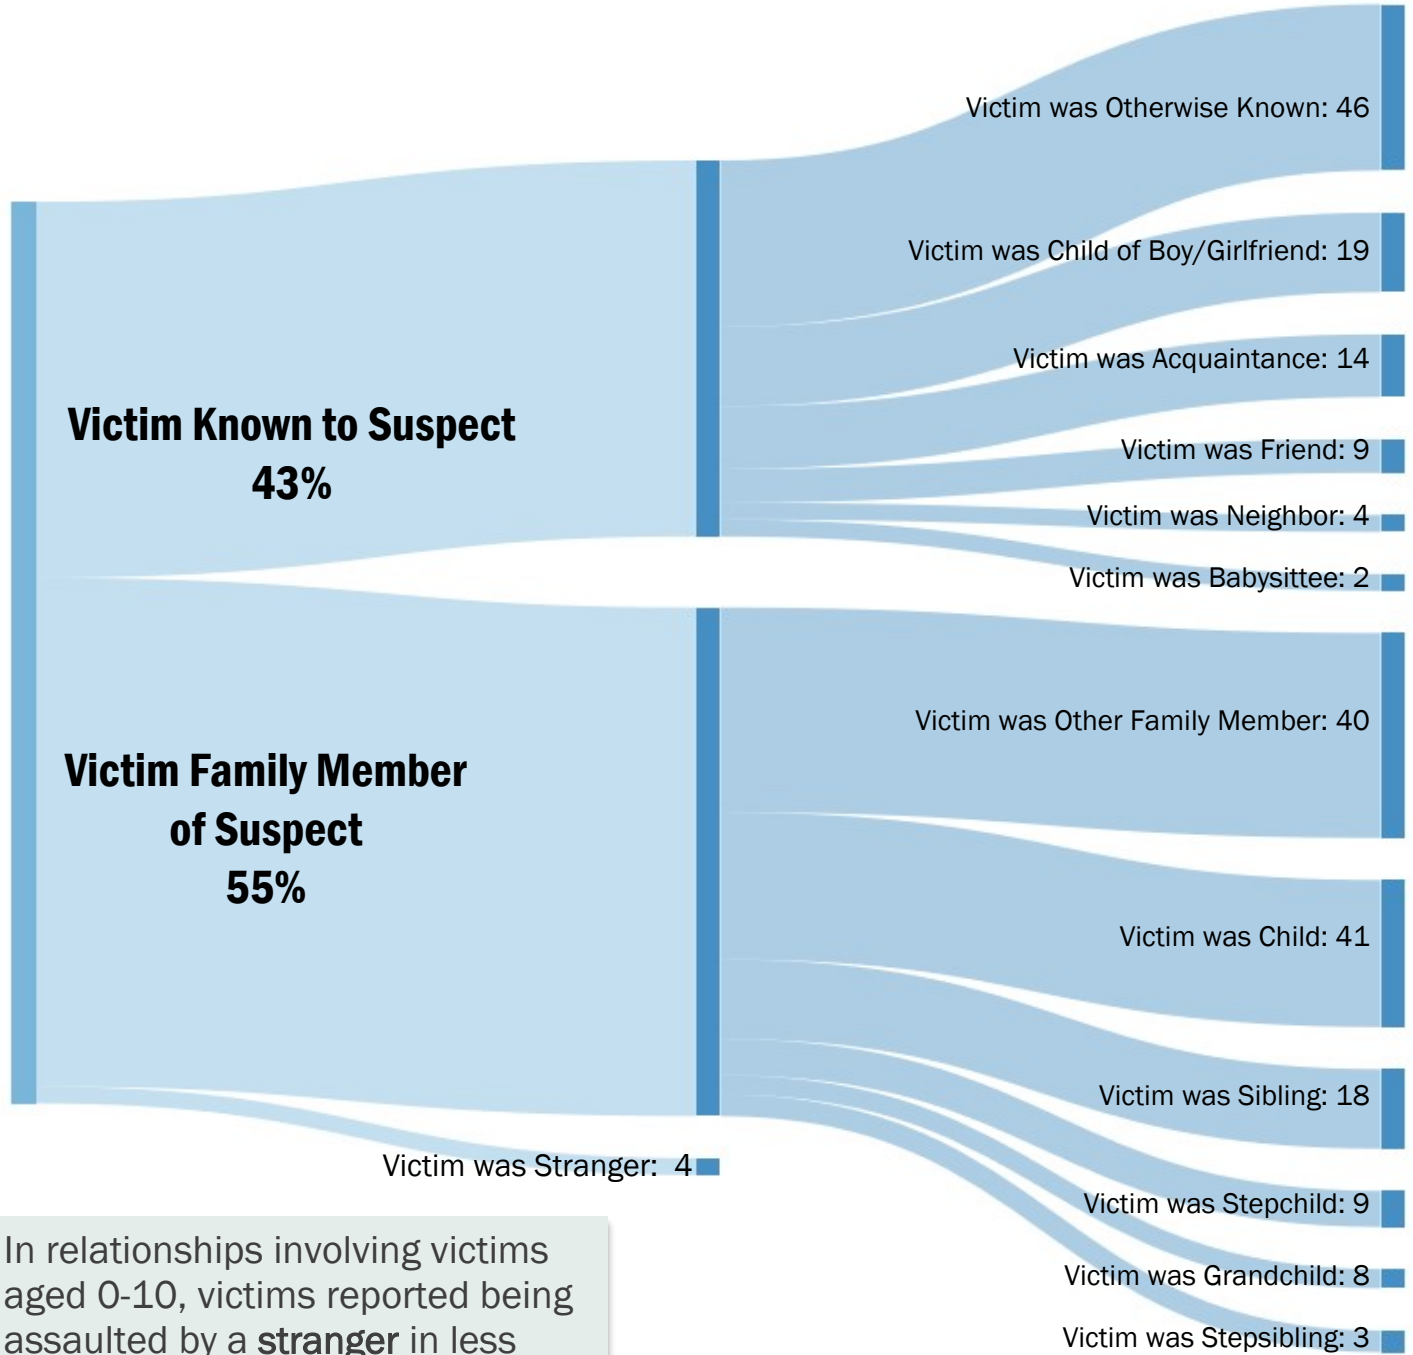 Victim was Otherwise Known: 46
Victim was Child of Boy/Girlfriend: 19
Victim was Acquaintance: 14
Victim Known to Suspect
43%
Victim was Friend: 9
Victim was Neighbor: 4
Victim was Babysittee: 2
Victim was Other Family Member: 40
Victim Family Member
of Suspect
55%
Victim was Child: 41
Victim was Sibling: 18
Victim was Stranger: 4
Victim was Stepchild: 9
Victim was Grandchild: 8
Victim was Stepsibling: 3
In relationships involving victims
aged 0-10, victims reported being
assaulted by a stranger in less